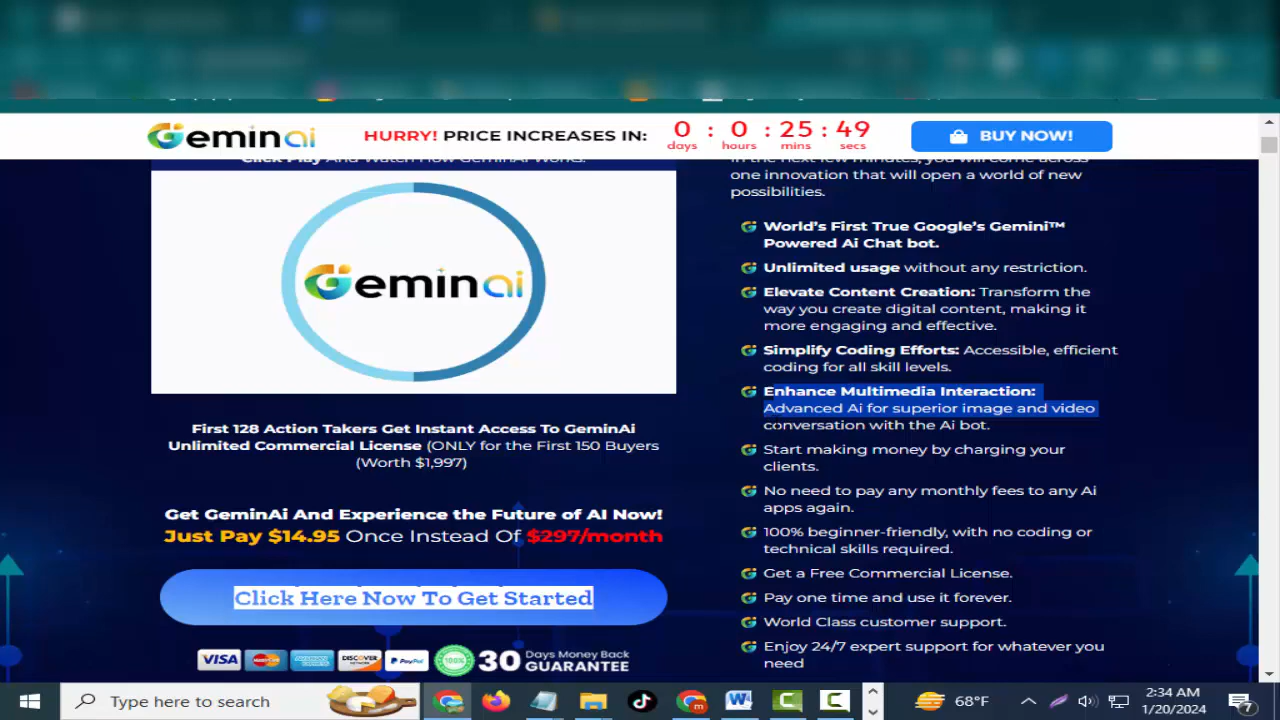 Geminai
HURRY! PRICE INCREASES IN:
0 : 0 : 25 : 49
days hours mins secs
BUY NOW!
Click Play And Watch How GeminAi Works.
Geminai
First 128 Action Takers Get Instant Access To GeminAi
Unlimited Commercial License (ONLY for the First 150 Buyers
(Worth $1,997)
Get GeminAi And Experience the Future of AI Now!
Just Pay $14.95 Once Instead Of $297/month
Click Here Now To Get Started
VISA MasterCard AMERICAN EXPRESS DISCOVER NETWORK PayPal 100% 30 Days Money Back
GUARANTEE
In the next few minutes, you will come across
one innovation that will open a world of new
possibilities.
World's First True Google's Gemini™
Powered Ai Chat bot.
Unlimited usage without any restriction.
Elevate Content Creation: Transform the
way you create digital content, making it
more engaging and effective.
Simplify Coding Efforts: Accessible, efficient
coding for all skill levels.
Enhance Multimedia Interaction:
Advanced Ai for superior image and video
conversation with the Ai bot.
Start making money by charging your
clients.
No need to pay any monthly fees to any Ai
apps again.
100% beginner-friendly, with no coding or
technical skills required.
Get a Free Commercial License.
Pay one time and use it forever.
World Class customer support.
Enjoy 24/7 expert support for whatever you
need
Type here to search
68°F
2:34 AM
1/20/2024
7